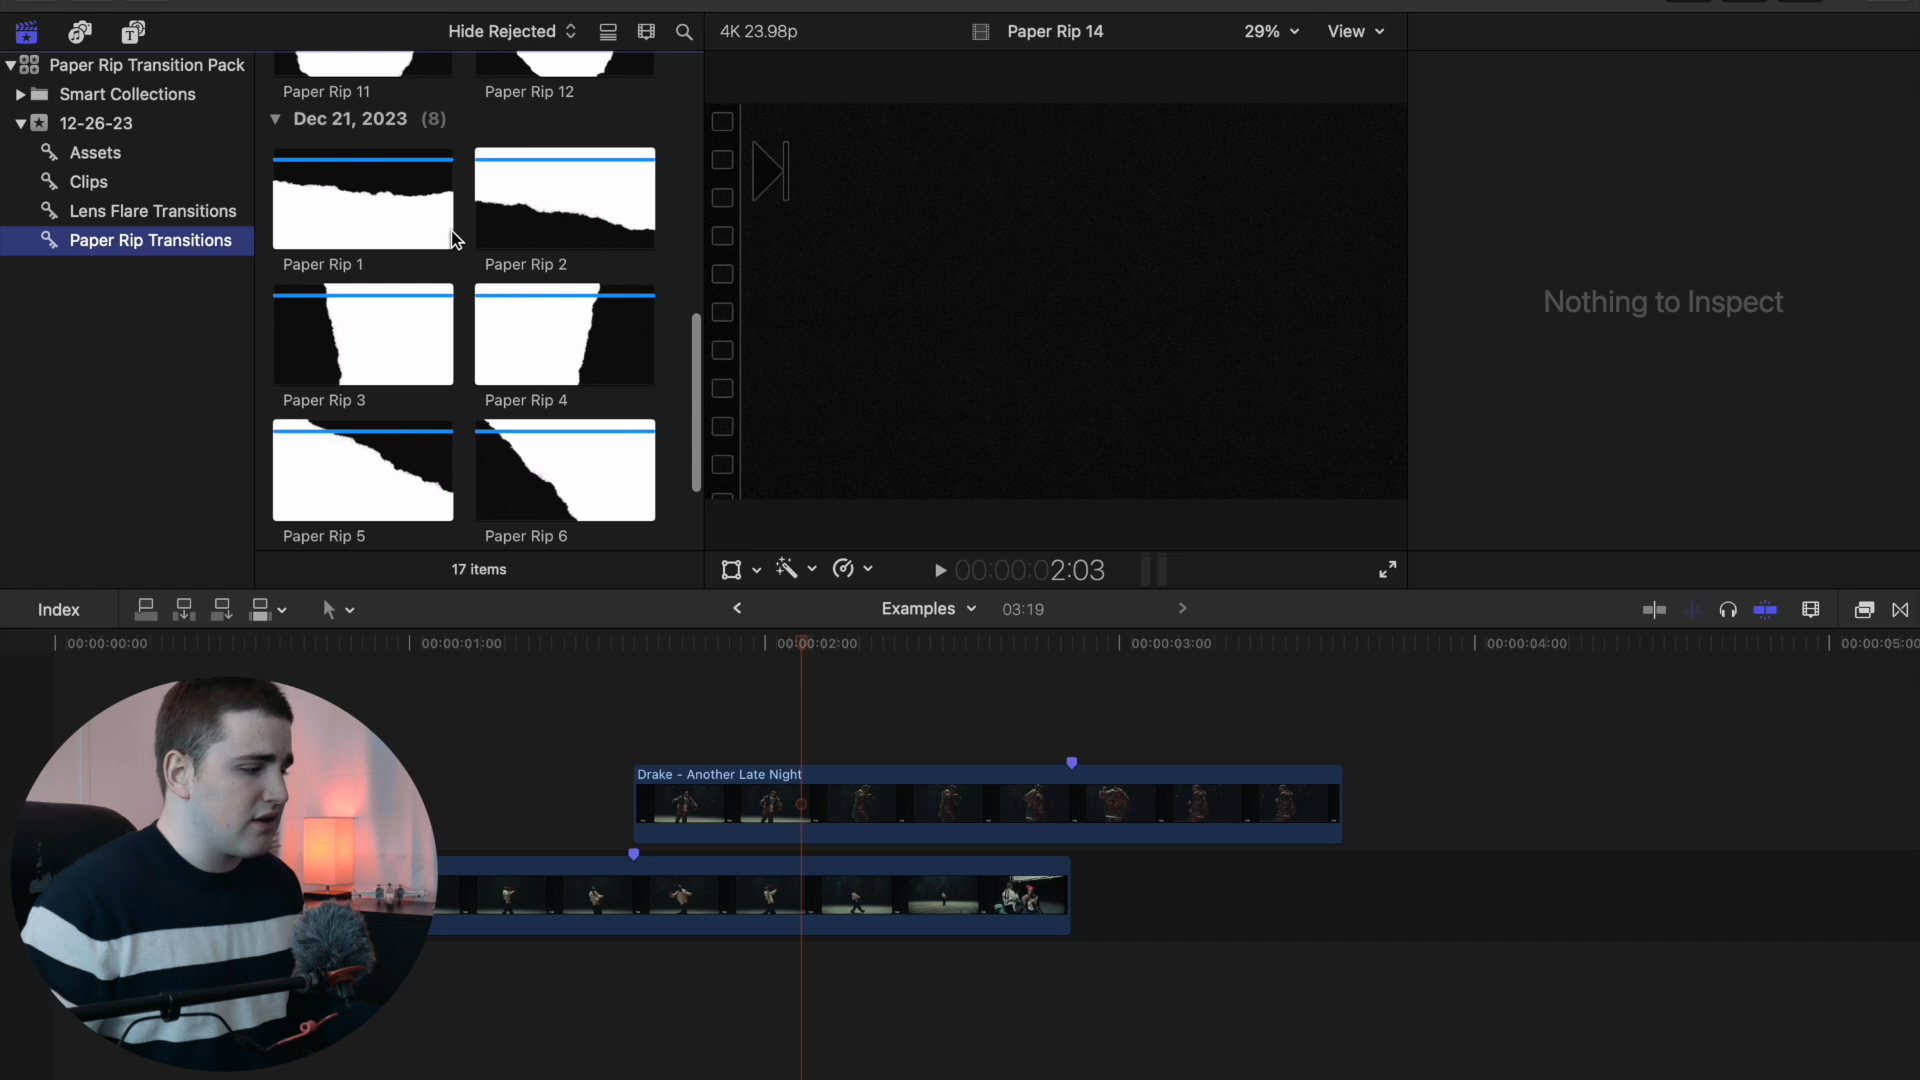 Hide Rejected
4K 23.98p
Paper Rip 14
29%
View
Paper Rip Transition Pack
Smart Collections
12-26-23
Assets
Clips
Lens Flare Transitions
Paper Rip Transitions
Paper Rip 11
Paper Rip 12
Dec 21, 2023 (8)
Paper Rip 1
Paper Rip 2
Paper Rip 3
Paper Rip 4
Paper Rip 5
Paper Rip 6
17 items
Nothing to Inspect
00:00:02:03
Index
Examples
03:19
00:00:00:00
00:00:01:00
00:00:02:00
00:00:03:00
00:00:04:00
00:00:05:00
Drake - Another Late Night